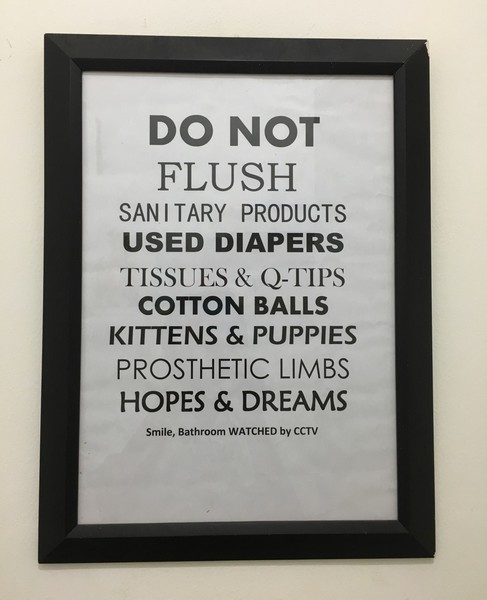 DO NOT
FLUSH
SANITARY PRODUCTS
USED DIAPERS
TISSUES & Q-TIPS
COTTON BALLS
KITTENS & PUPPIES
PROSTHETIC LIMBS
HOPES & DREAMS
Smile, Bathroom WATCHED by CCTV